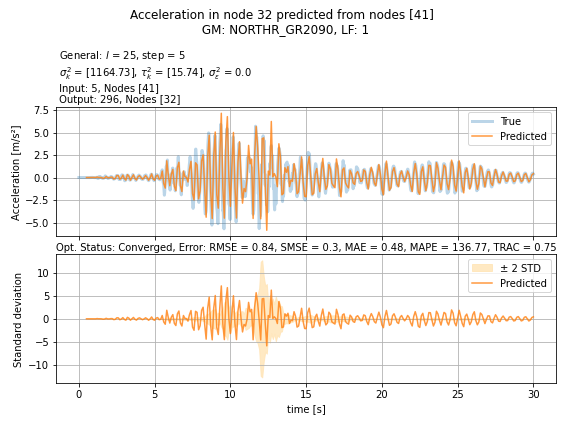 Acceleration in node 32 predicted from nodes [41]
GM: NORTHR_GR2090, LF: 1
General: l = 25, step = 5
σ²ₖ = [1164.73], τ²ₖ = [15.74], σ²_ε = 0.0
Input: 5, Nodes [41]
Output: 296, Nodes [32]
7.5
5.0
2.5
0.0
−2.5
−5.0
Acceleration [m/s²]
True
Predicted
Opt. Status: Converged, Error: RMSE = 0.84, SMSE = 0.3, MAE = 0.48, MAPE = 136.77, TRAC = 0.75
10
5
0
−5
−10
Standard deviation
± 2 STD
Predicted
0 5 10 15 20 25 30
time [s]